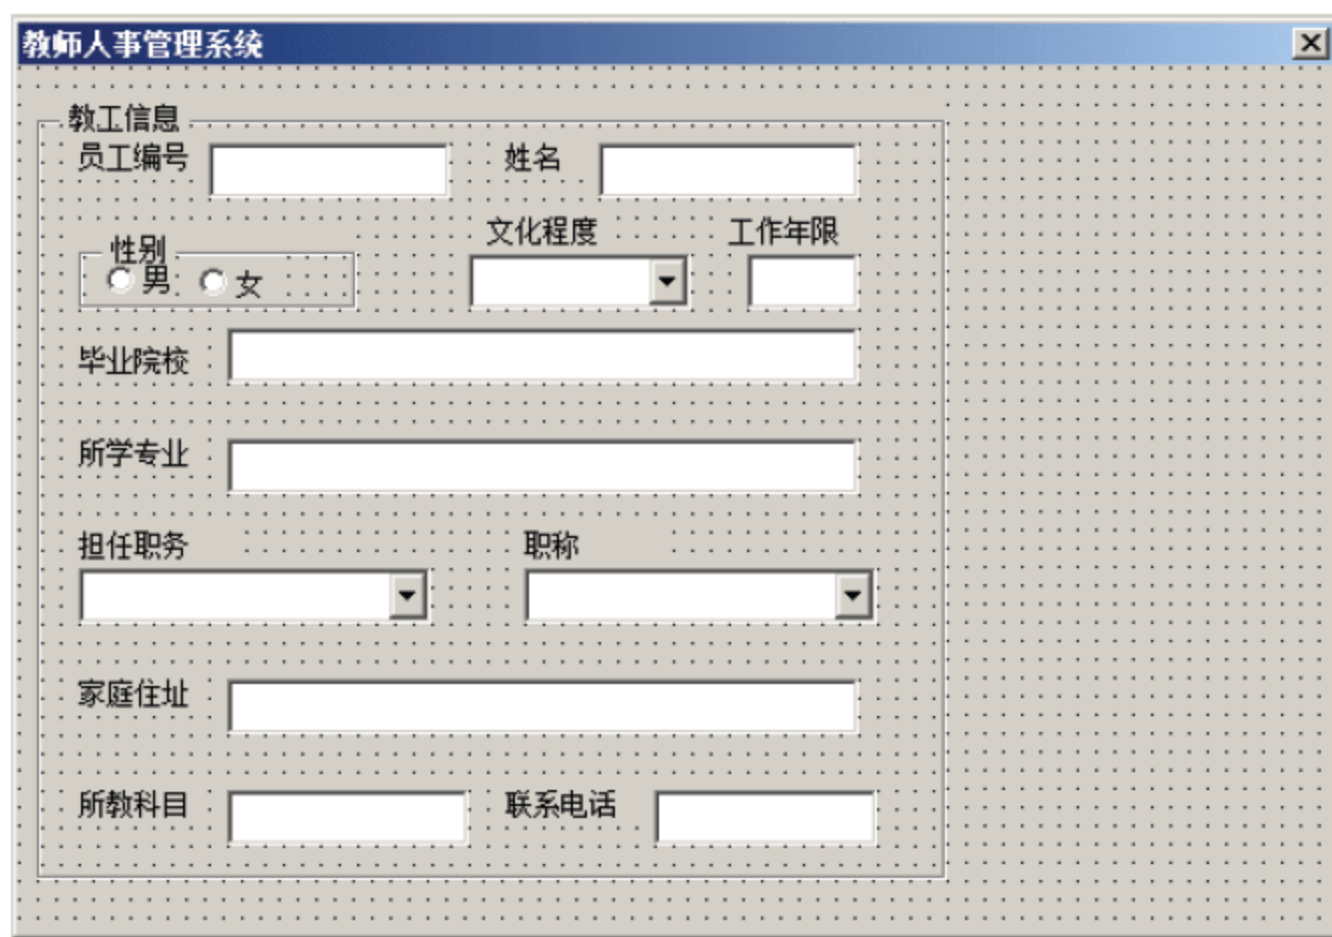 教师人事管理系统
教工信息
员工编号 姓名
文化程度 工作年限
性别
男 女
毕业院校
所学专业
担任职务 职称
家庭住址
所教科目 联系电话